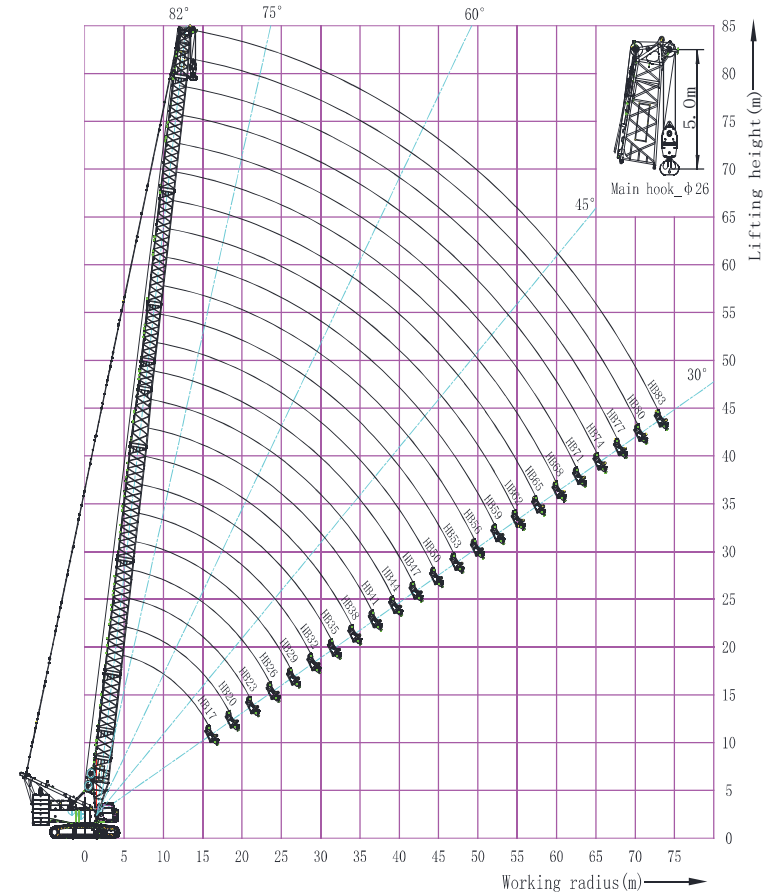 82° 75° 60° 85
80
75
70
65
60
55
50
45
40
35
30
25
20
15
10
5
0
Lifting height(m)
5.0m
Main hook_ϕ26
45°
30°
HB83
HB80
HB77
HB74
HB71
HB68
HB65
HB62
HB59
HB56
HB53
HB50
HB47
HB44
HB41
HB38
HB35
HB32
HB29
HB26
HB23
HB20
HB17
0 5 10 15 20 25 30 35 40 45 50 55 60 65 70 75
Working radius(m)